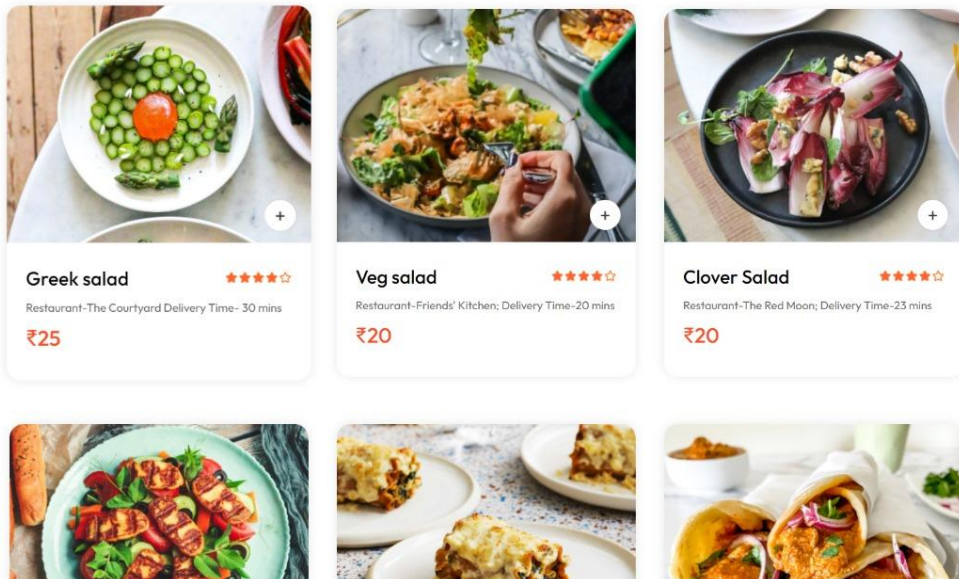 Greek salad
Restaurant-The Courtyard Delivery Time- 30 mins
₹25
Veg salad
Restaurant-Friends' Kitchen; Delivery Time-20 mins
₹20
Clover Salad
Restaurant-The Red Moon; Delivery Time-23 mins
₹20